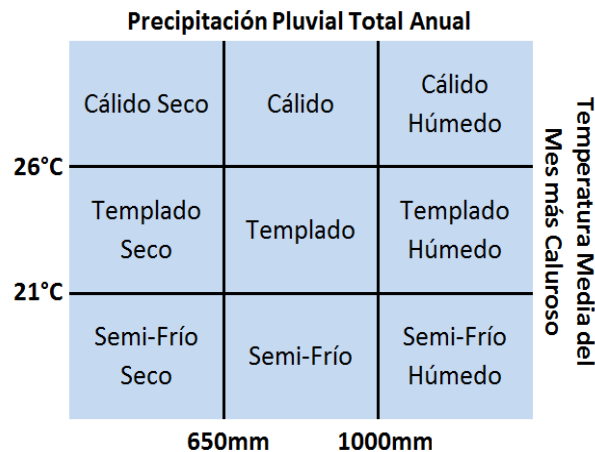 Precipitación Pluvial Total Anual
Cálido Seco
Cálido
Cálido
Húmedo
26°C
Templado
Seco
Templado
Templado
Húmedo
21°C
Semi-Frío
Seco
Semi-Frío
Semi-Frío
Húmedo
650mm
1000mm
Temperatura Media del
Mes más Caluroso